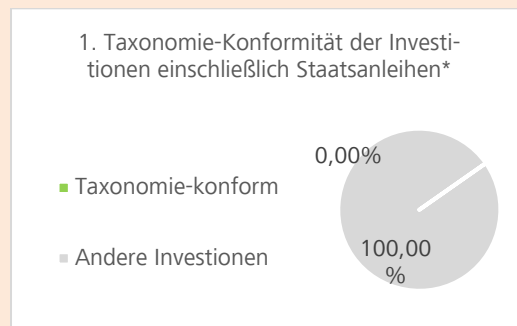 1. Taxonomie-Konformität der Investi-
tionen einschließlich Staatsanleihen*
0,00%
Taxonomie-konform
100,00
%
Andere Investionen